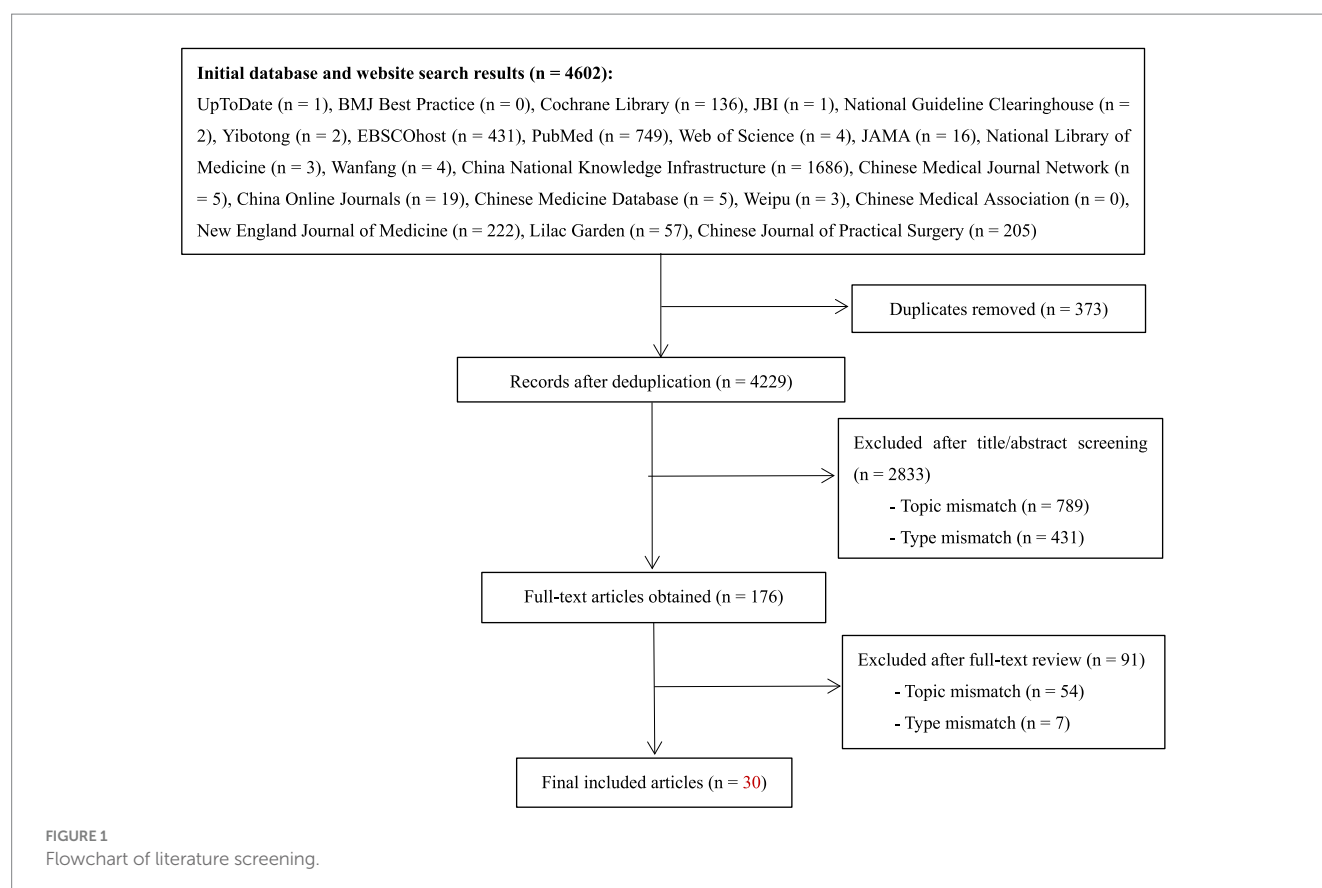 Initial database and website search results (n = 4602):
UpToDate (n = 1), BMJ Best Practice (n = 0), Cochrane Library (n = 136), JBI (n = 1), National Guideline Clearinghouse (n =
2), Yibotong (n = 2), EBSCOhost (n = 431), PubMed (n = 749), Web of Science (n = 4), JAMA (n = 16), National Library of
Medicine (n = 3), Wanfang (n = 4), China National Knowledge Infrastructure (n = 1686), Chinese Medical Journal Network (n
= 5), China Online Journals (n = 19), Chinese Medicine Database (n = 5), Weipu (n = 3), Chinese Medical Association (n = 0),
New England Journal of Medicine (n = 222), Lilac Garden (n = 57), Chinese Journal of Practical Surgery (n = 205)
Duplicates removed (n = 373)
Records after deduplication (n = 4229)
Excluded after title/abstract screening
(n = 2833)
- Topic mismatch (n = 789)
- Type mismatch (n = 431)
Full-text articles obtained (n = 176)
Excluded after full-text review (n = 91)
- Topic mismatch (n = 54)
- Type mismatch (n = 7)
Final included articles (n = 30)
FIGURE 1
Flowchart of literature screening.